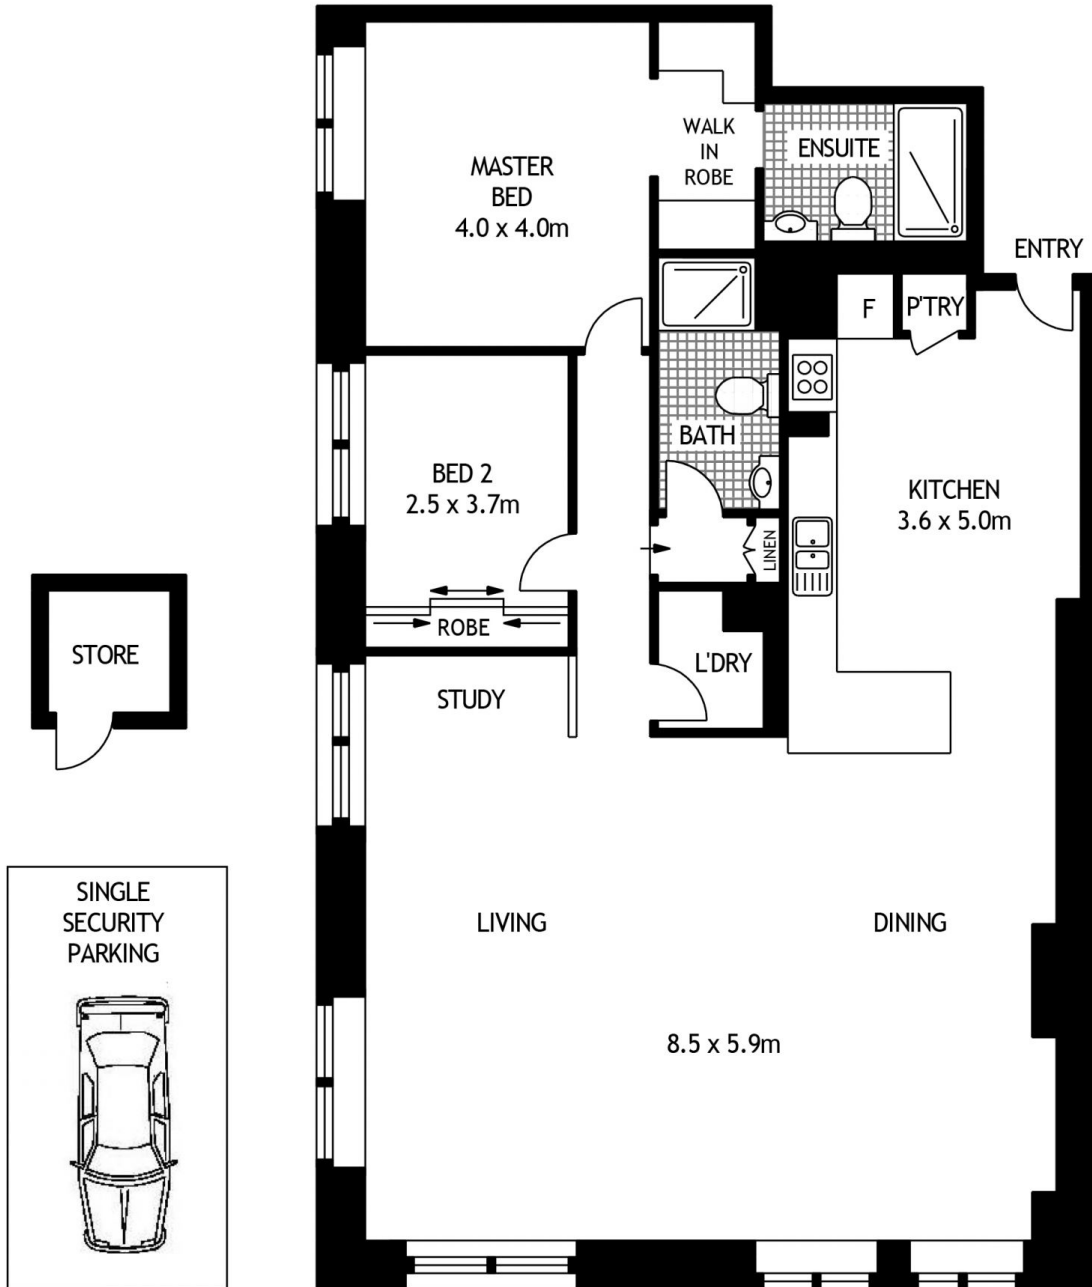 MASTER
BED
4.0 x 4.0m
WALK
IN
ROBE
ENSUITE
ENTRY
F
P'TRY
BATH
BED 2
2.5 x 3.7m
KITCHEN
3.6 x 5.0m
LINEN
ROBE
STORE
L'DRY
STUDY
SINGLE
SECURITY
PARKING
LIVING
DINING
8.5 x 5.9m